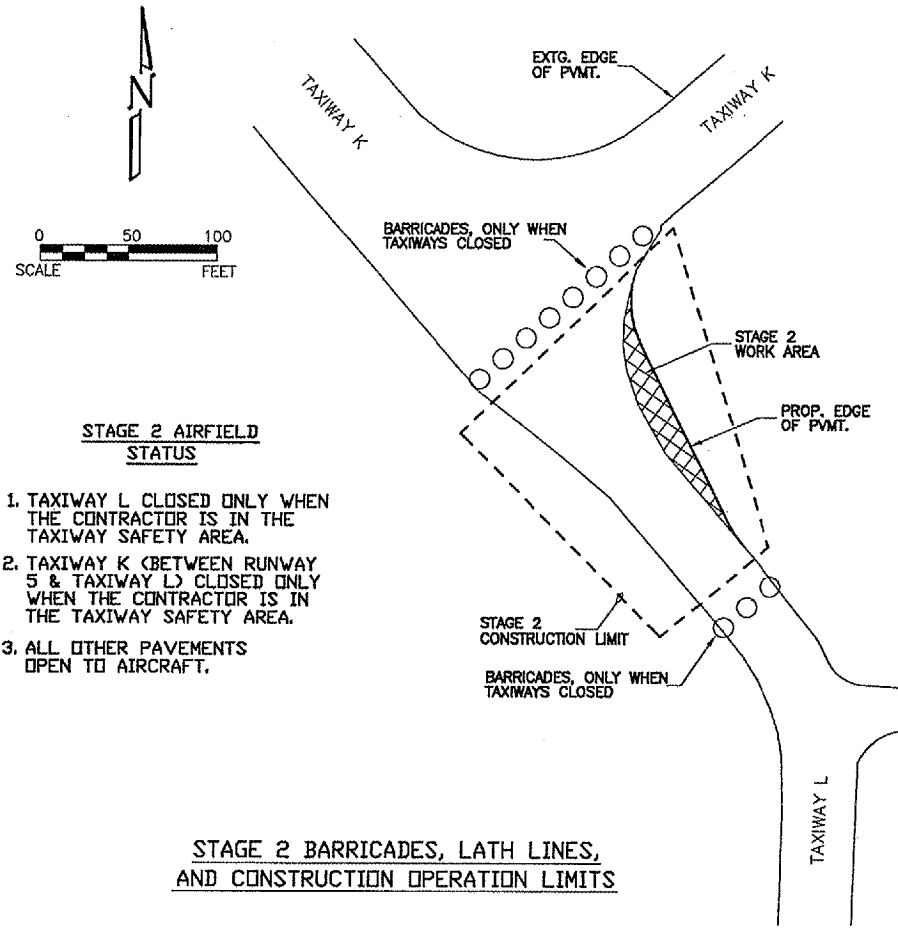 N
TAXIWAY K
EXTG. EDGE
OF PVMT.
TAXIWAY K
0 50 100
SCALE FEET
BARRICADES, ONLY WHEN
TAXIWAYS CLOSED
STAGE 2
WORK AREA
PROP. EDGE
OF PVMT.
STAGE 2 AIRFIELD
STATUS
1. TAXIWAY L CLOSED ONLY WHEN
THE CONTRACTOR IS IN THE
TAXIWAY SAFETY AREA.
2. TAXIWAY K (BETWEEN RUNWAY
5 & TAXIWAY L) CLOSED ONLY
WHEN THE CONTRACTOR IS IN
THE TAXIWAY SAFETY AREA.
3. ALL OTHER PAVEMENTS
OPEN TO AIRCRAFT.
STAGE 2
CONSTRUCTION LIMIT
BARRICADES, ONLY WHEN
TAXIWAYS CLOSED
TAXIWAY L
STAGE 2 BARRICADES, LATH LINES,
AND CONSTRUCTION OPERATION LIMITS